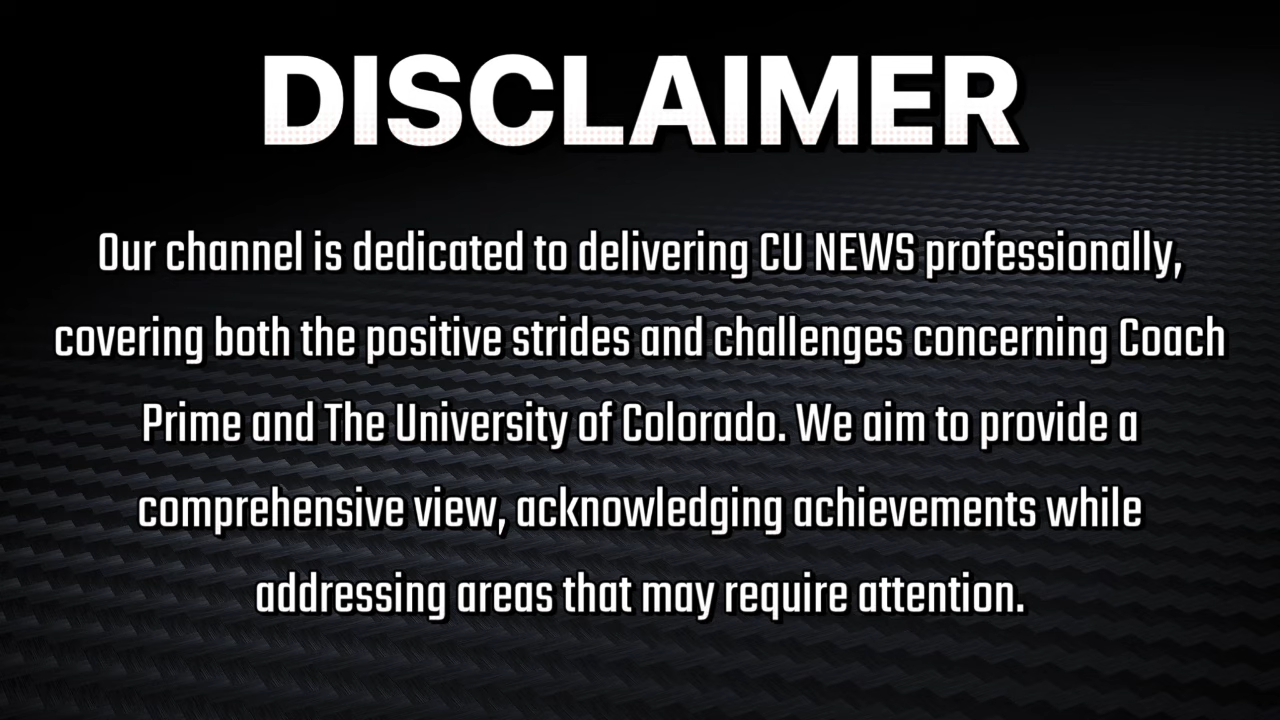 DISCLAIMER
Our channel is dedicated to delivering CU NEWS professionally,
covering both the positive strides and challenges concerning Coach
Prime and The University of Colorado. We aim to provide a
comprehensive view, acknowledging achievements while
addressing areas that may require attention.